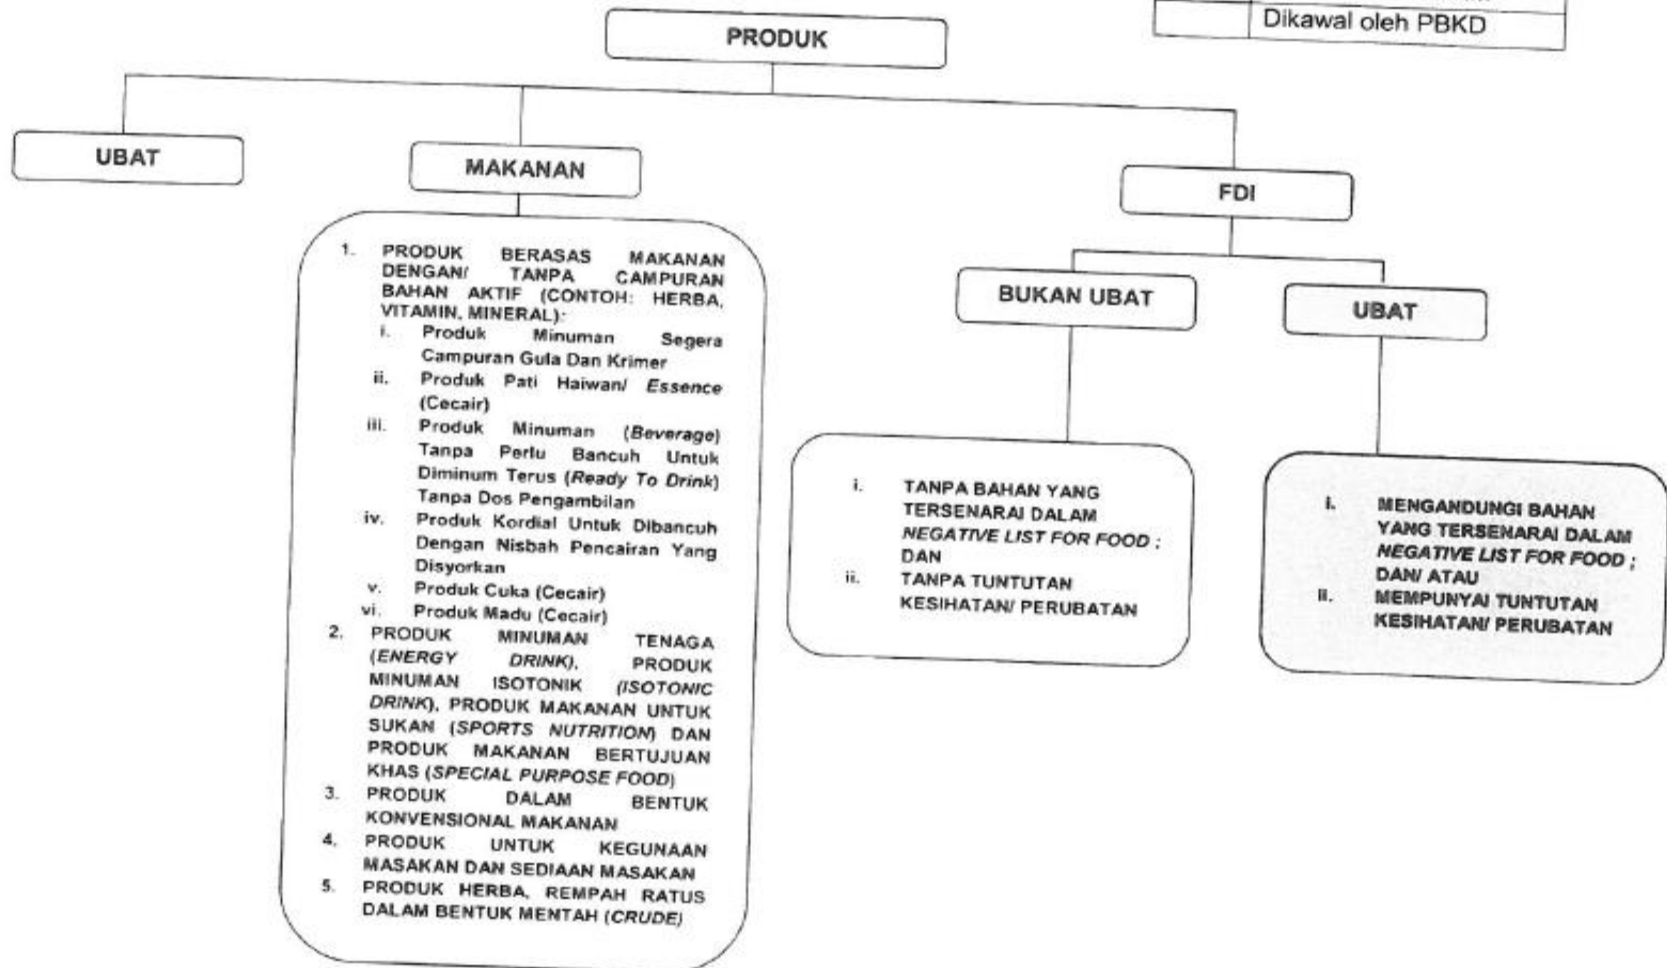 Dikawal oleh PBKD
PRODUK
UBAT
MAKANAN
FDI
1. PRODUK BERASAS MAKANAN
DENGAN/ TANPA CAMPURAN
BAHAN AKTIF (CONTOH: HERBA,
VITAMIN, MINERAL):
i. Produk Minuman Segera
Campuran Gula Dan Krimer
ii. Produk Pati Haiwan/ Essence
(Cecair)
iii. Produk Minuman (Beverage)
Tanpa Perlu Bancuh Untuk
Diminum Terus (Ready To Drink)
Tanpa Dos Pengambilan
iv. Produk Kordial Untuk Dibancuh
Dengan Nisbah Pencairan Yang
Disyorkan
v. Produk Cuka (Cecair)
vi. Produk Madu (Cecair)
2. PRODUK MINUMAN TENAGA
(ENERGY DRINK), PRODUK
MINUMAN ISOTONIK (ISOTONIC
DRINK), PRODUK MAKANAN UNTUK
SUKAN (SPORTS NUTRITION) DAN
PRODUK MAKANAN BERTUJUAN
KHAS (SPECIAL PURPOSE FOOD)
3. PRODUK DALAM BENTUK
KONVENSIONAL MAKANAN
4. PRODUK UNTUK KEGUNAAN
MASAKAN DAN SEDIAAN MASAKAN
5. PRODUK HERBA, REMPAH RATUS
DALAM BENTUK MENTAH (CRUDE)
BUKAN UBAT
UBAT
i. TANPA BAHAN YANG
TERSENARAI DALAM
NEGATIVE LIST FOR FOOD ;
DAN
ii. TANPA TUNTUTAN
KESIHATAN/ PERUBATAN
i. MENGANDUNGI BAHAN
YANG TERSENARAI DALAM
NEGATIVE LIST FOR FOOD ;
DAN/ ATAU
ii. MEMPUNYAI TUNTUTAN
KESIHATAN/ PERUBATAN